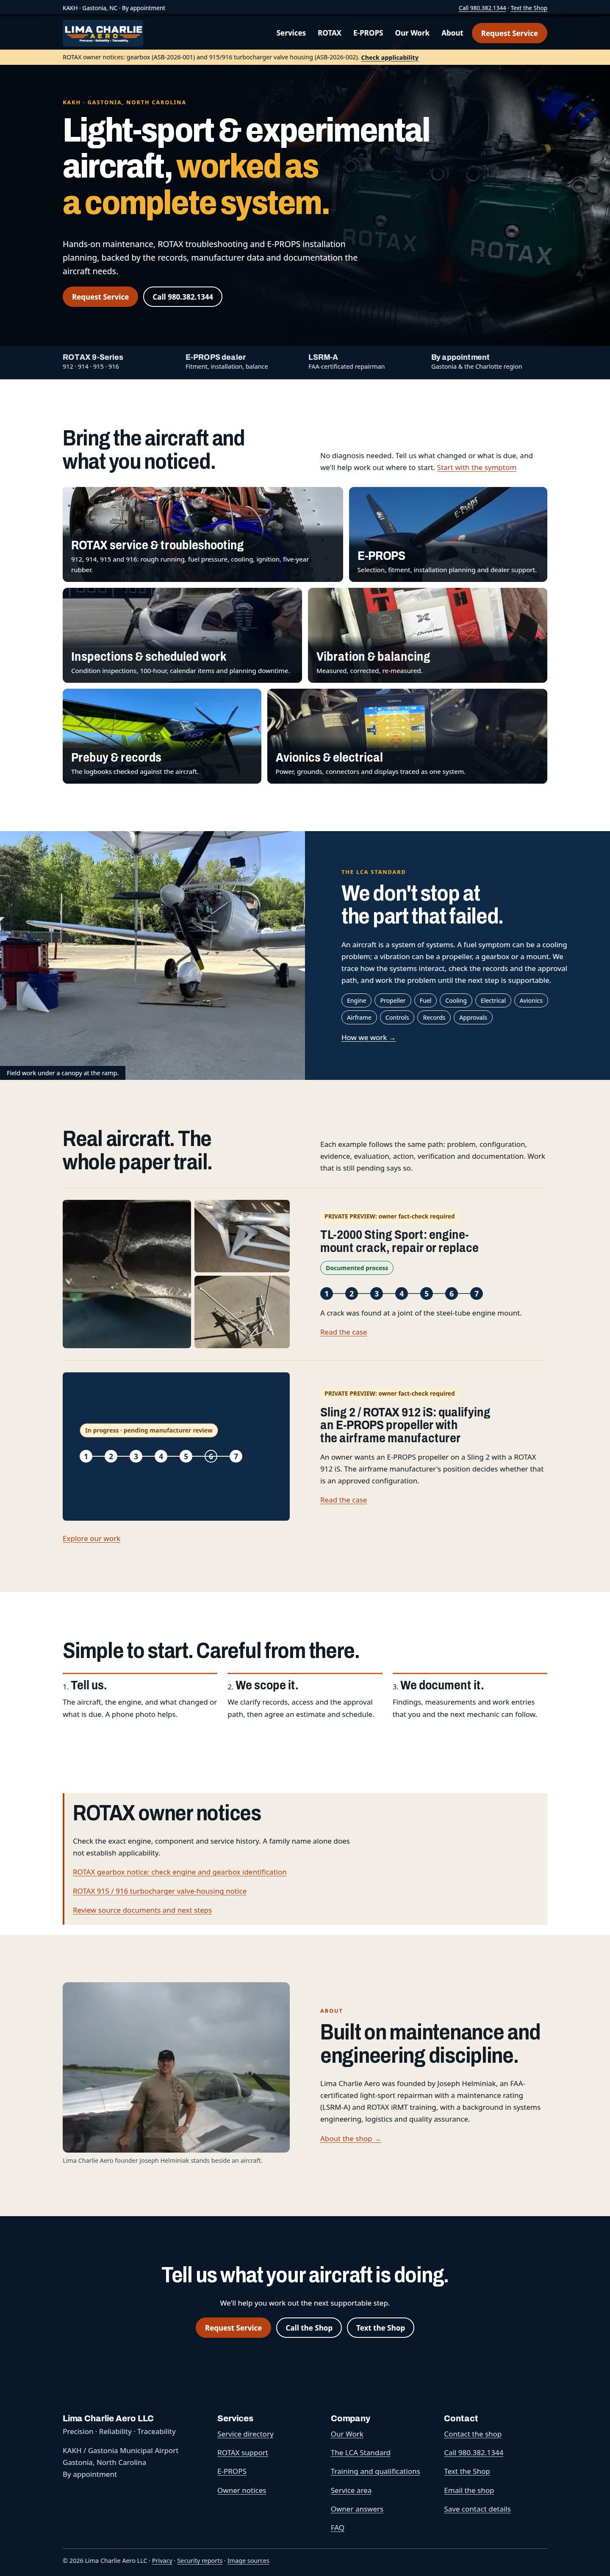 KAKH · Gastonia, NC · By appointment
Call 980.382.1344 · Text the Shop
LIMA CHARLIE
AERO
Precision · Reliability · Traceability
Services
ROTAX
E-PROPS
Our Work
About
Request Service
ROTAX owner notices: gearbox (ASB-2026-001) and 915/916 turbocharger valve housing (ASB-2026-002). Check applicability
KAKH · GASTONIA, NORTH CAROLINA
Light-sport & experimental
aircraft, worked as
a complete system.
ROTAX
ROTAX
Hands-on maintenance, ROTAX troubleshooting and E-PROPS installation
planning, backed by the records, manufacturer data and documentation the
aircraft needs.
Request Service
Call 980.382.1344
ROTAX 9-Series
912 · 914 · 915 · 916
E-PROPS dealer
Fitment, installation, balance
LSRM-A
FAA-certificated repairman
By appointment
Gastonia & the Charlotte region
Bring the aircraft and
what you noticed.
No diagnosis needed. Tell us what changed or what is due, and
we'll help work out where to start. Start with the symptom
ROTAX service & troubleshooting
912, 914, 915 and 916: rough running, fuel pressure, cooling, ignition, five-year
rubber.
E-Props
E-PROPS
Selection, fitment, installation planning and dealer support.
Inspections & scheduled work
Condition inspections, 100-hour, calendar items and planning downtime.
Vibration & balancing
Measured, corrected, re-measured.
Prebuy & records
The logbooks checked against the aircraft.
Avionics & electrical
Power, grounds, connectors and displays traced as one system.
Field work under a canopy at the ramp.
THE LCA STANDARD
We don't stop at
the part that failed.
An aircraft is a system of systems. A fuel symptom can be a cooling
problem; a vibration can be a propeller, a gearbox or a mount. We
trace how the systems interact, check the records and the approval
path, and work the problem until the next step is supportable.
Engine
Propeller
Fuel
Cooling
Electrical
Avionics
Airframe
Controls
Records
Approvals
How we work →
Real aircraft. The
whole paper trail.
Each example follows the same path: problem, configuration,
evidence, evaluation, action, verification and documentation. Work
that is still pending says so.
PRIVATE PREVIEW: owner fact-check required
TL-2000 Sting Sport: engine-
mount crack, repair or replace
Documented process
1 2 3 4 5 6 7
A crack was found at a joint of the steel-tube engine mount.
Read the case
In progress · pending manufacturer review
1 2 3 4 5 6 7
PRIVATE PREVIEW: owner fact-check required
Sling 2 / ROTAX 912 iS: qualifying
an E-PROPS propeller with
the airframe manufacturer
An owner wants an E-PROPS propeller on a Sling 2 with a ROTAX
912 iS. The airframe manufacturer's position decides whether that
is an approved configuration.
Read the case
Explore our work
Simple to start. Careful from there.
1. Tell us.
The aircraft, the engine, and what changed or
what is due. A phone photo helps.
2. We scope it.
We clarify records, access and the approval
path, then agree an estimate and schedule.
3. We document it.
Findings, measurements and work entries
that you and the next mechanic can follow.
ROTAX owner notices
Check the exact engine, component and service history. A family name alone does
not establish applicability.
ROTAX gearbox notice: check engine and gearbox identification
ROTAX 915 / 916 turbocharger valve-housing notice
Review source documents and next steps
Lima Charlie Aero founder Joseph Helminiak stands beside an aircraft.
ABOUT
Built on maintenance and
engineering discipline.
Lima Charlie Aero was founded by Joseph Helminiak, an FAA-
certificated light-sport repairman with a maintenance rating
(LSRM-A) and ROTAX iRMT training, with a background in systems
engineering, logistics and quality assurance.
About the shop →
Tell us what your aircraft is doing.
We'll help you work out the next supportable step.
Request Service
Call the Shop
Text the Shop
Lima Charlie Aero LLC
Precision · Reliability · Traceability
KAKH / Gastonia Municipal Airport
Gastonia, North Carolina
By appointment
Services
Service directory
ROTAX support
E-PROPS
Owner notices
Company
Our Work
The LCA Standard
Training and qualifications
Service area
Owner answers
FAQ
Contact
Contact the shop
Call 980.382.1344
Text the Shop
Email the shop
Save contact details
© 2026 Lima Charlie Aero LLC · Privacy · Security reports · Image sources